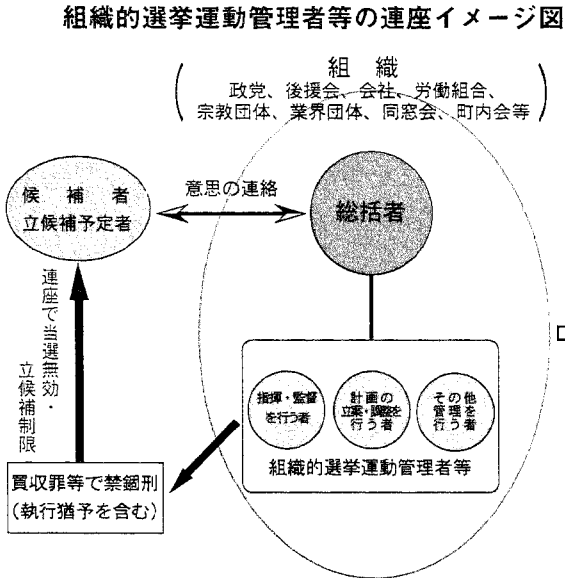 組織的選挙運動管理者等の連座イメージ図
組織
(政党、後援会、会社、労働組合、
宗教団体、業界団体、同窓会、町内会等)
候補者
立候補予定者
意思の連絡
総括者
連座で当選無効・
立候補制限
指揮・監督
を行う者
計画の
立案・調整を
行う者
その他
管理を
行う者
組織的選挙運動管理者等
買収罪等で禁錮刑
(執行猶予を含む)